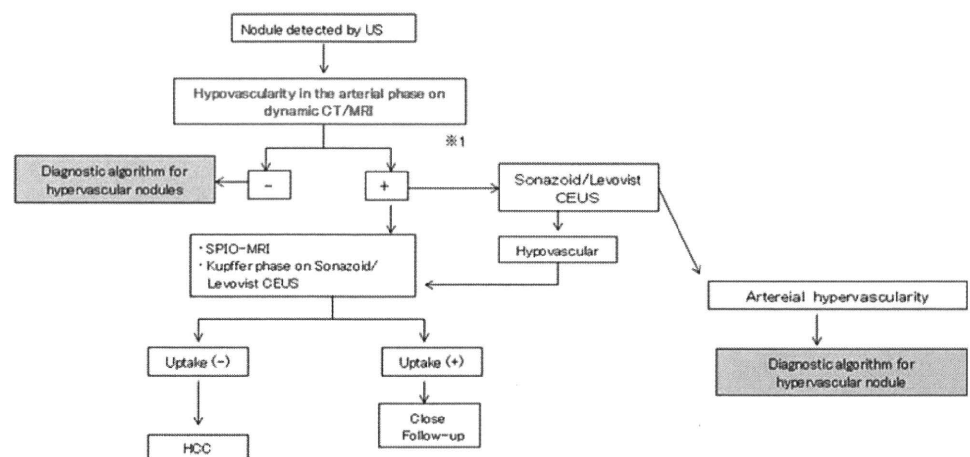 Nodule detected by US
Hypovascularity in the arterial phase on
dynamic CT/MRI
※1
Diagnostic algorithm for
hypervascular nodules
-
+
Sonazoid/Levovist
CEUS
・SPIO-MRI
・Kupffer phase on Sonazoid/
Levovist CEUS
Hypovascular
Artereial hypervascularity
Uptake (-)
Uptake (+)
Diagnostic algorithm for
hypervascular nodule
Close
Follow-up
HCC